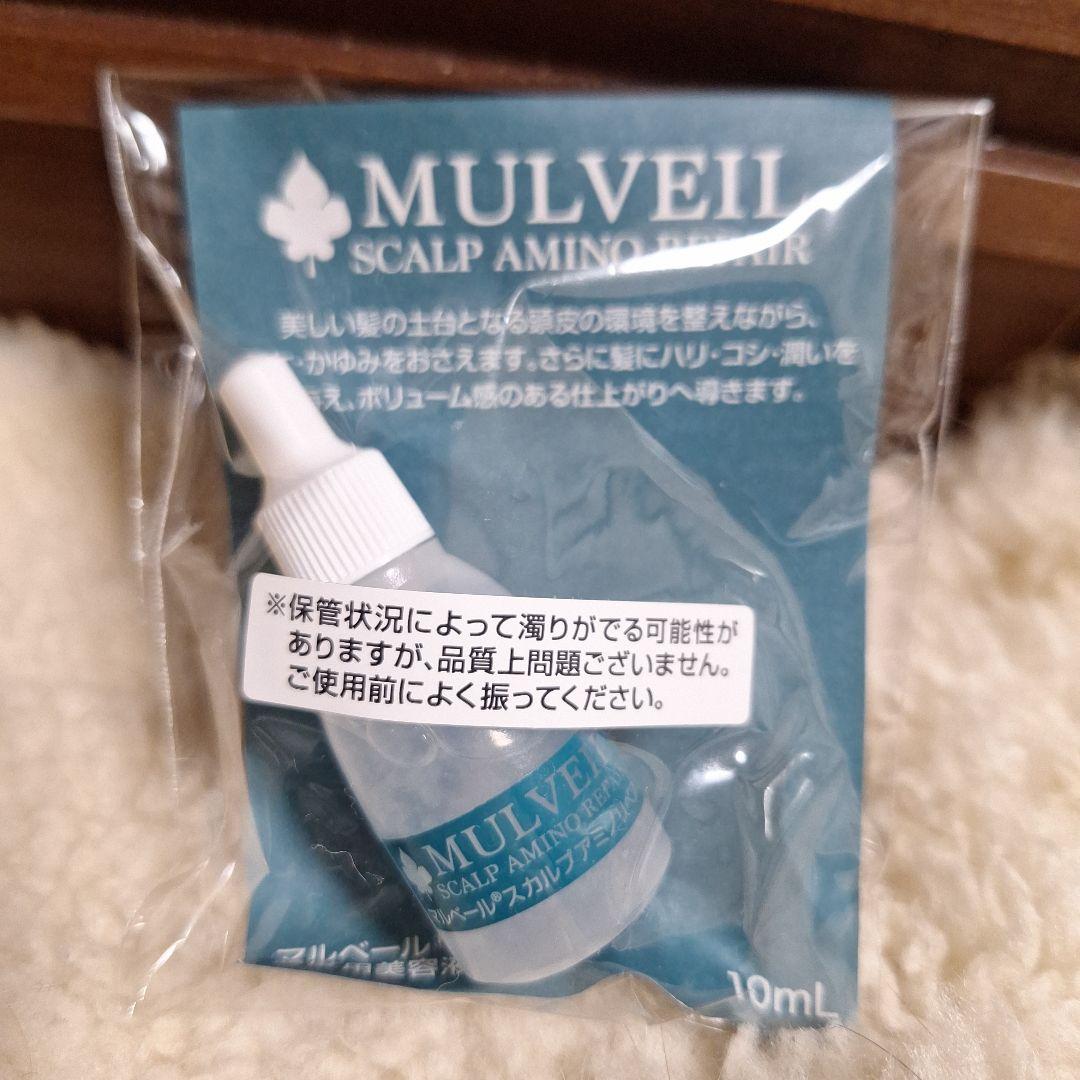 MULVEIL
SCALP AMINO REPAIR
美しい髪の土台となる頭皮の環境を整えながら、
・かゆみをおさえます。さらに髪にハリ・コシ・潤いを
え、ボリューム感のある仕上がりへ導きます。
※保管状況によって濁りがでる可能性が
ありますが、品質上問題ございません。
ご使用前によく振ってください。
MULVEI
SCALP AMINO REPA
マルベール®スカルプアミノ
マルベール
用美容液
10mL